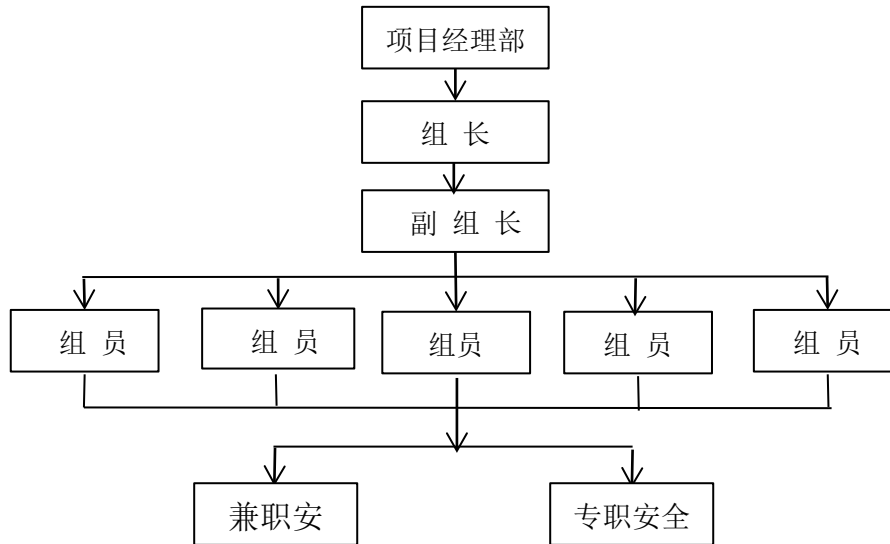 项目经理部
组 长
副 组 长
组 员
组 员
组员
组 员
组 员
兼职安
专职安全